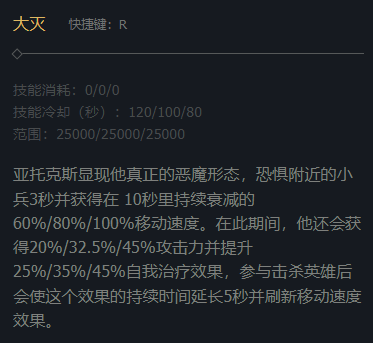 大灭 快捷键：R
技能消耗：0/0/0
技能冷却（秒）：120/100/80
范围：25000/25000/25000
亚托克斯显现他真正的恶魔形态，恐惧附近的小
兵3秒并获得在 10秒里持续衰减的
60%/80%/100%移动速度。在此期间，他还会获
得20%/32.5%/45%攻击力并提升
25%/35%/45%自我治疗效果，参与击杀英雄后
会使这个效果的持续时间延长5秒并刷新移动速度
效果。